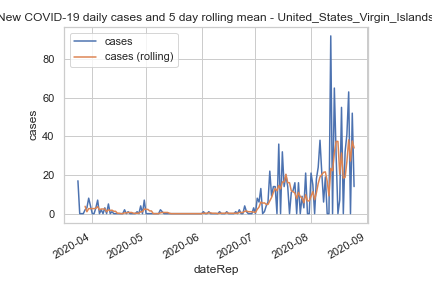 New COVID-19 daily cases and 5 day rolling mean - United_States_Virgin_Islands
cases
cases (rolling)
80
60
40
20
0
cases
2020-04
2020-05
2020-06
2020-07
2020-08
2020-09
dateRep